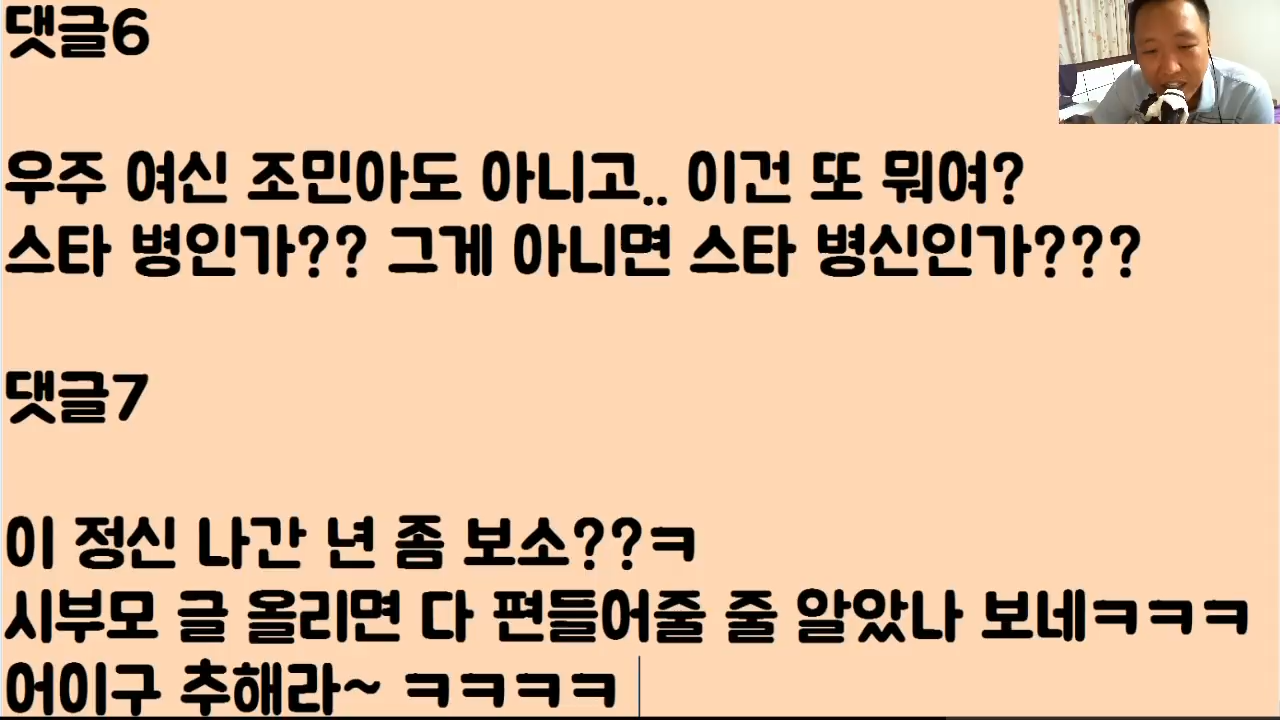 댓글6
우주 여신 조민아도 아니고.. 이건 또 뭐여?
스타 병인가?? 그게 아니면 스타 병신인가???
댓글7
이 정신 나간 년 좀 보소??ㅋ
시부모 글 올리면 다 편들어줄 줄 알았나 보네ㅋㅋㅋ
어이구 추해라~ ㅋㅋㅋㅋ